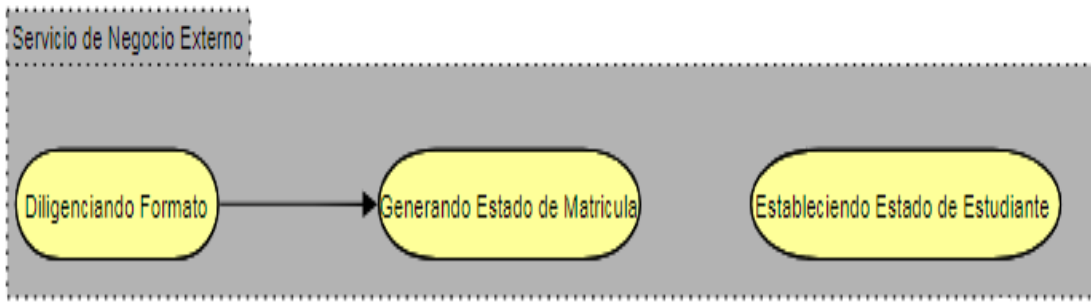 Servicio de Negocio Externo
Diligenciando Formato
Generando Estado de Matricula
Estableciendo Estado de Estudiante